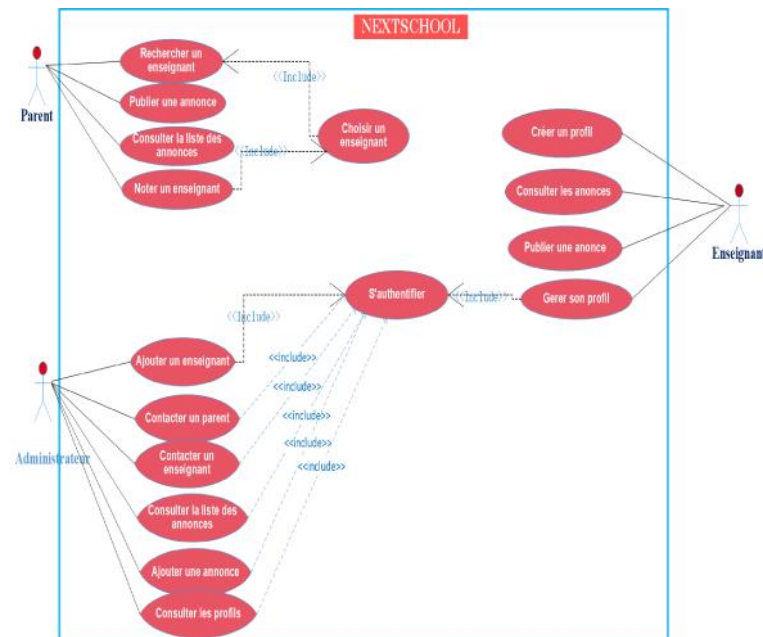 NEXTSCHOOL
Rechercher un
enseignant
<<Include>>
Parent
Publier une annonce
Choisir un
enseignant
Créer un profil
Consulter la liste des
annonces
<<Include>>
Noter un enseignant
Consulter les anonces
Publier une anonce
Enseignant
S'authentifier
<<Include>>
Gerer son profil
<<Include>>
Ajouter un enseignant
<<include>>
<<include>>
Contacter un parent
<<include>>
Administrateur
Contacter un
enseignant
<<include>>
<<include>>
Consulter la liste des
annonces
Ajouter une annonce
Consulter les profils